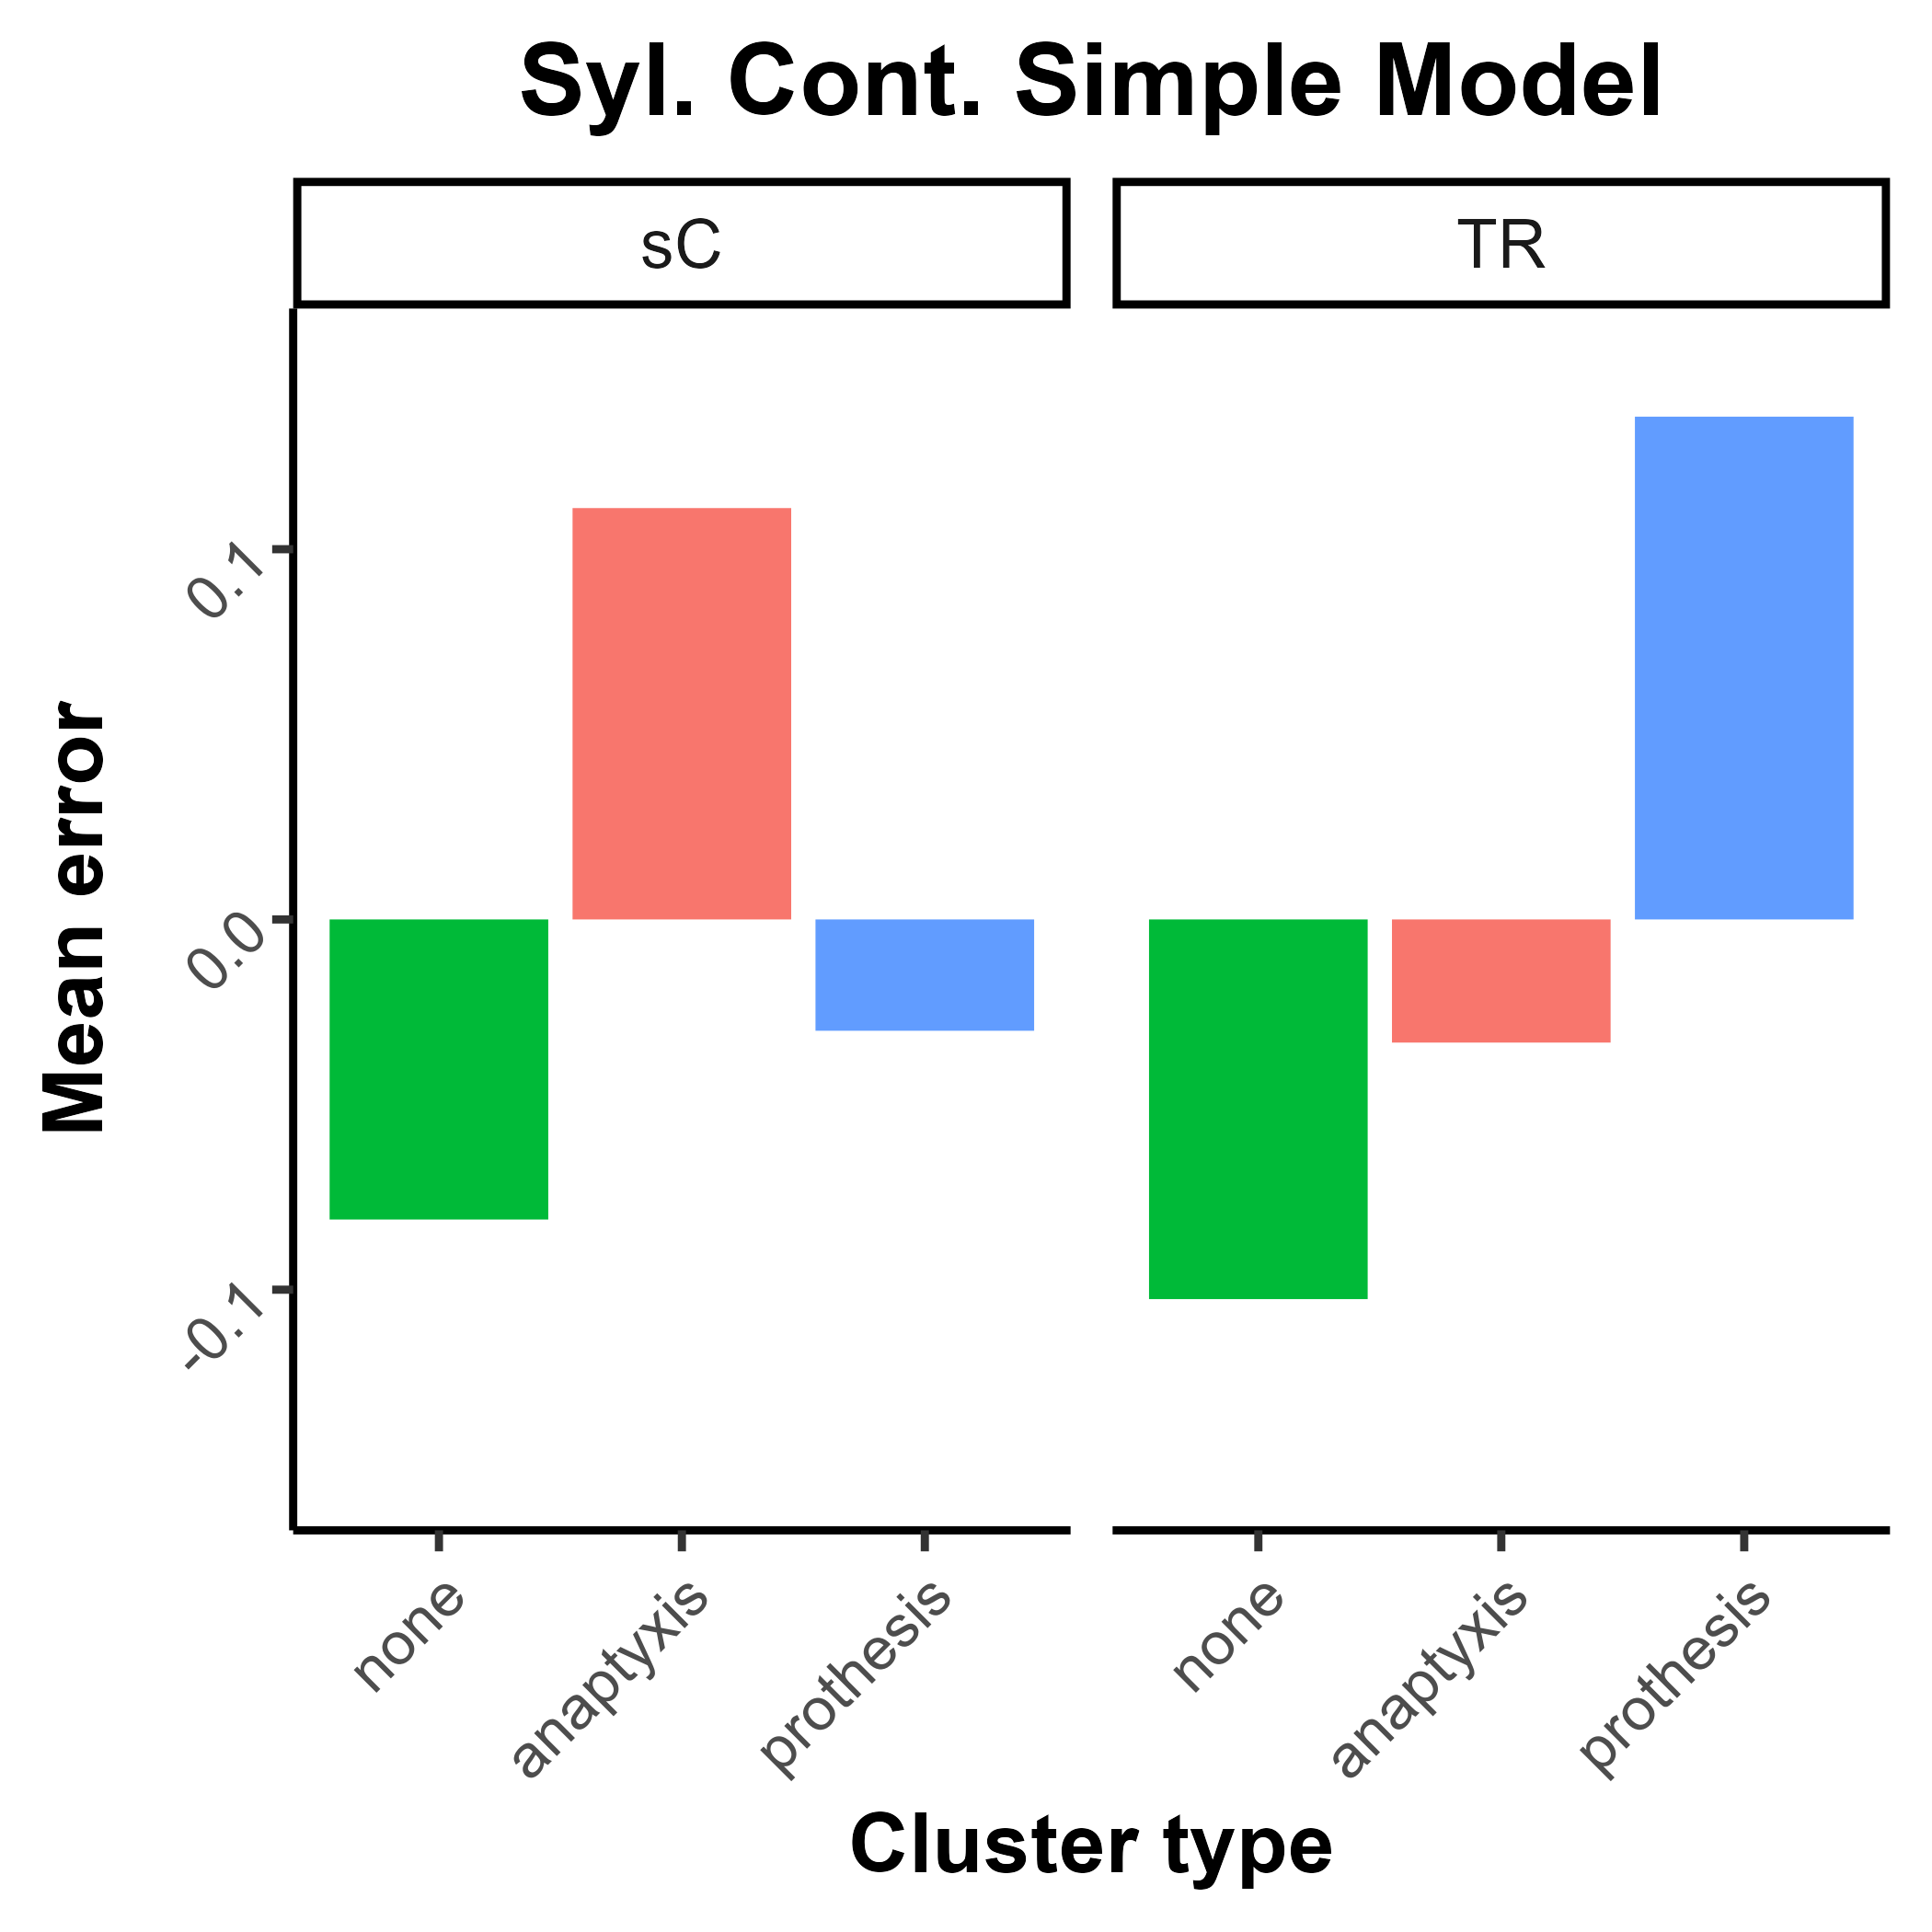 Syl. Cont. Simple Model
sC
TR
Mean error
0.1
0.0
-0.1
none
anaptyxis
prothesis
none
anaptyxis
prothesis
Cluster type